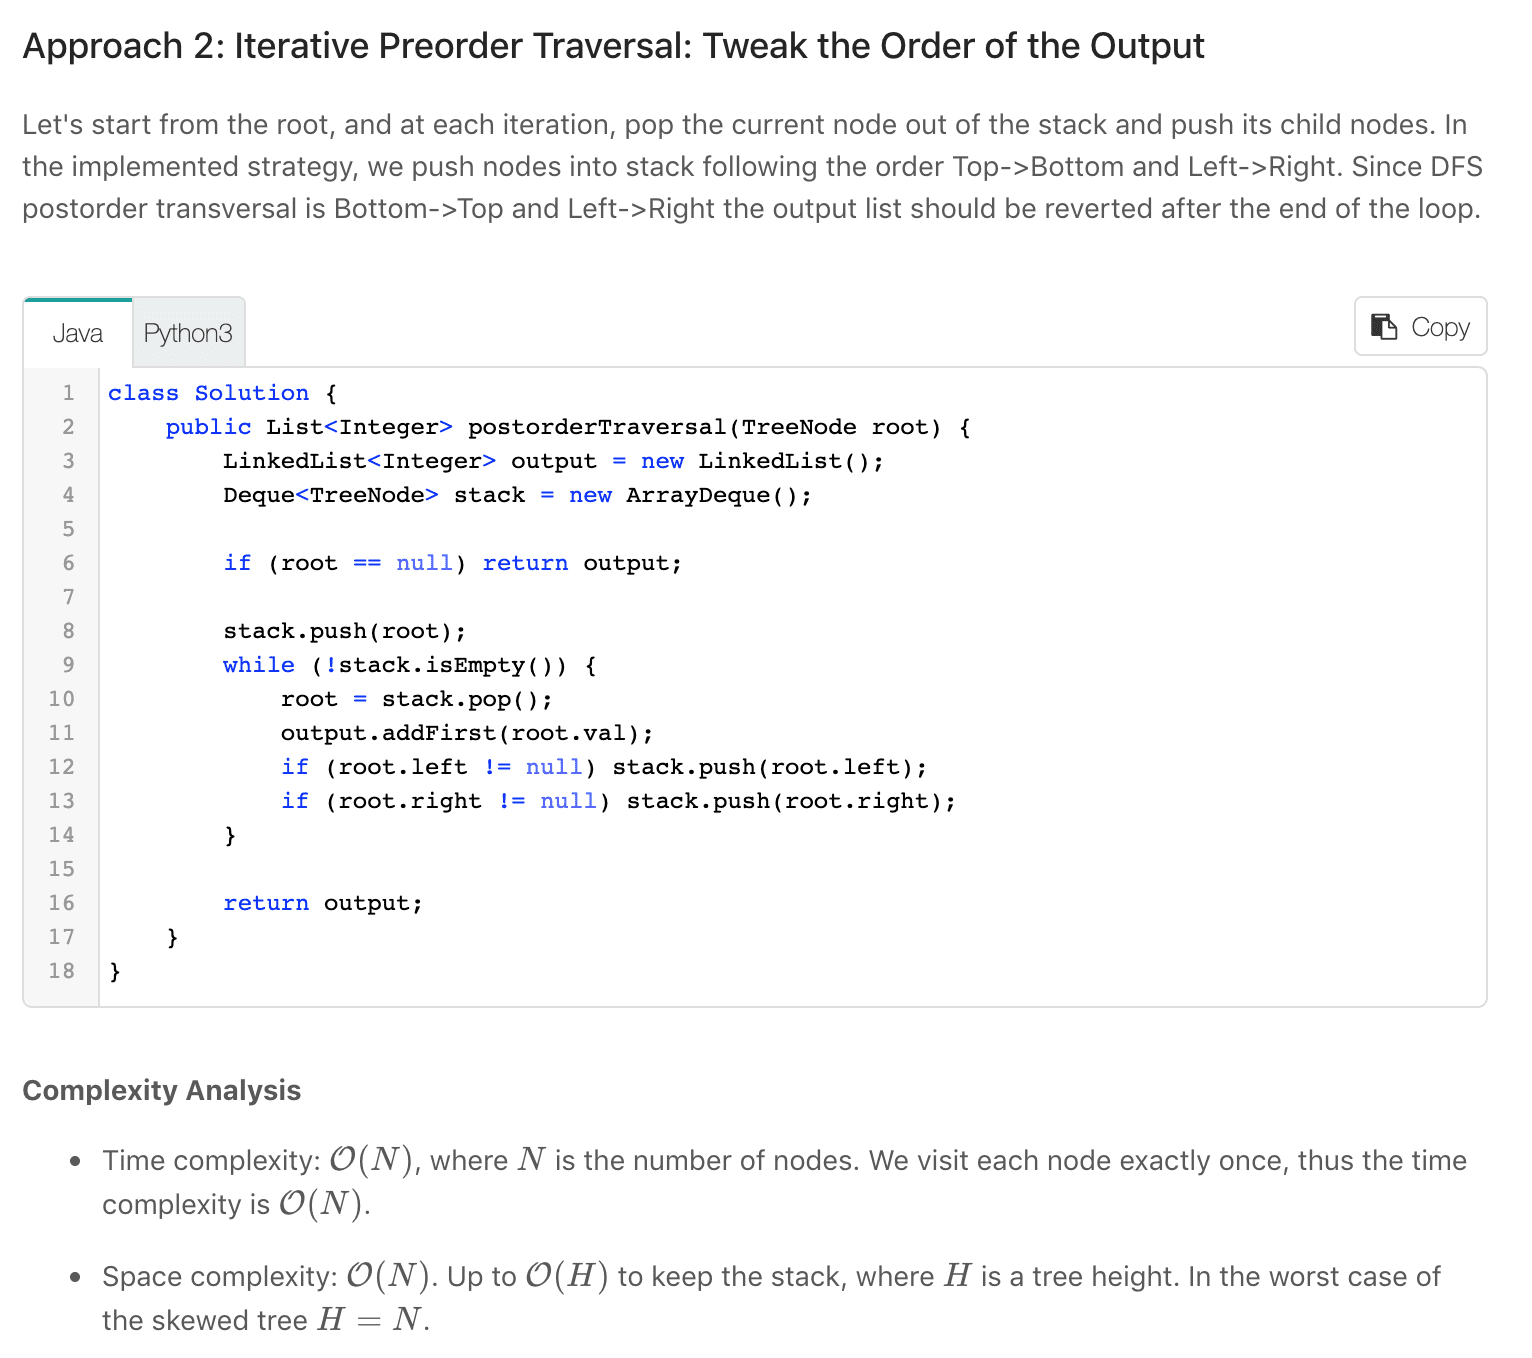 Approach 2: Iterative Preorder Traversal: Tweak the Order of the Output
Let's start from the root, and at each iteration, pop the current node out of the stack and push its child nodes. In
the implemented strategy, we push nodes into stack following the order Top->Bottom and Left->Right. Since DFS
postorder transversal is Bottom->Top and Left->Right the output list should be reverted after the end of the loop.
Java Python3 Copy
1 class Solution {
2     public List<Integer> postorderTraversal(TreeNode root) {
3         LinkedList<Integer> output = new LinkedList();
4         Deque<TreeNode> stack = new ArrayDeque();
5
6         if (root == null) return output;
7
8         stack.push(root);
9         while (!stack.isEmpty()) {
10             root = stack.pop();
11             output.addFirst(root.val);
12             if (root.left != null) stack.push(root.left);
13             if (root.right != null) stack.push(root.right);
14         }
15
16         return output;
17     }
18 }
Complexity Analysis
• Time complexity: O(N), where N is the number of nodes. We visit each node exactly once, thus the time
complexity is O(N).
• Space complexity: O(N). Up to O(H) to keep the stack, where H is a tree height. In the worst case of
the skewed tree H = N.